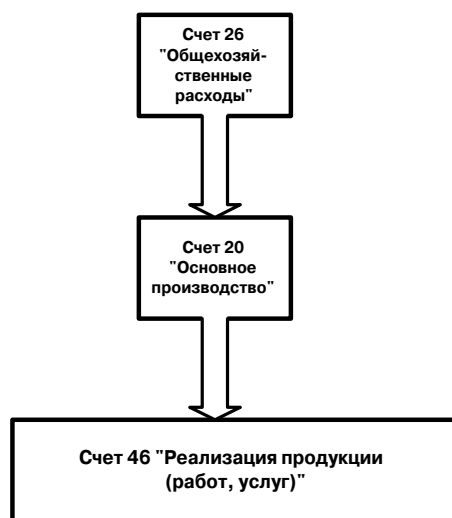 Счет 26
"Общехозяй-
ственные
расходы"
Счет 20
"Основное
производство"
Счет 46 "Реализация продукции
(работ, услуг)"